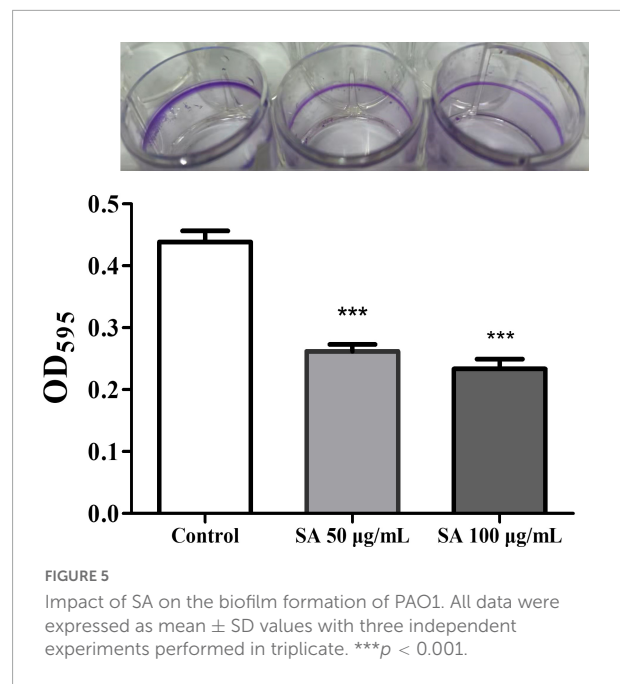 0.5
0.4
0.3
0.2
0.1
0.0
OD595
***
***
Control
SA 50 µg/mL
SA 100 µg/mL
FIGURE 5
Impact of SA on the biofilm formation of PAO1. All data were
expressed as mean ± SD values with three independent
experiments performed in triplicate. ***p < 0.001.